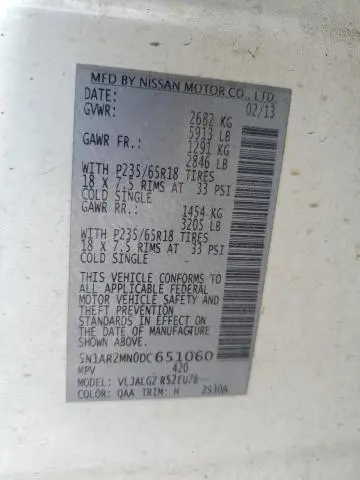 MFD BY NISSAN MOTOR CO., LTD
DATE: 02/13
GVWR: 2682 KG
5913 LB
GAWR FR.: 1291 KG
2846 LB
WITH P235/65R18 TIRES
18 X 7.5 RIMS AT 33 PSI
COLD SINGLE
GAWR RR.: 1454 KG
3205 LB
WITH P235/65R18 TIRES
18 X 7.5 RIMS AT 33 PSI
COLD SINGLE
THIS VEHICLE CONFORMS TO
ALL APPLICABLE FEDERAL
MOTOR VEHICLE SAFETY AND
THEFT PREVENTION
STANDARDS IN EFFECT ON
THE DATE OF MANUFACTURE
SHOWN ABOVE.
5N1AR2MN0DC651060
MPV 420
MODEL: VLJALGZ R52EU78--
COLOR: QAA TRIM: H 2930A